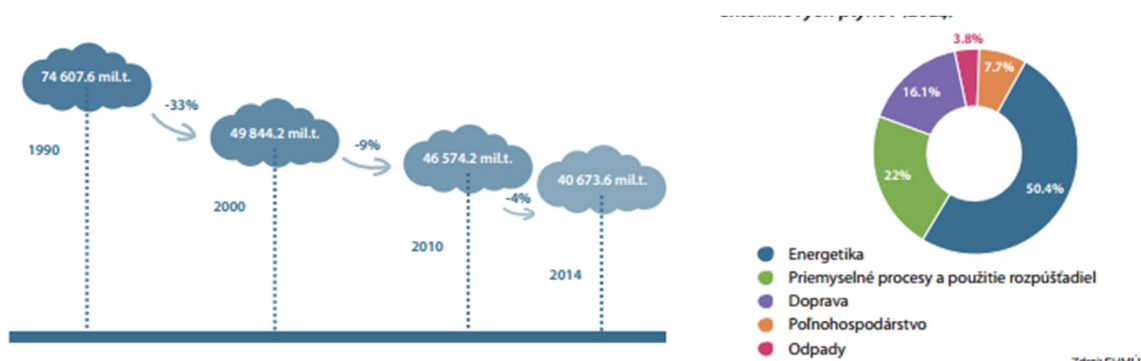 74 607.6 mil.t.
-33%
1990
49 844.2 mil.t.
-9%
2000
46 574.2 mil.t.
-4%
2010
40 673.6 mil.t.
2014
plynov
3.8%
7.7%
16.1%
22%
50.4%
Energetika
Priemyselné procesy a použitie rozpúšťadiel
Doprava
Poľnohospodárstvo
Odpady